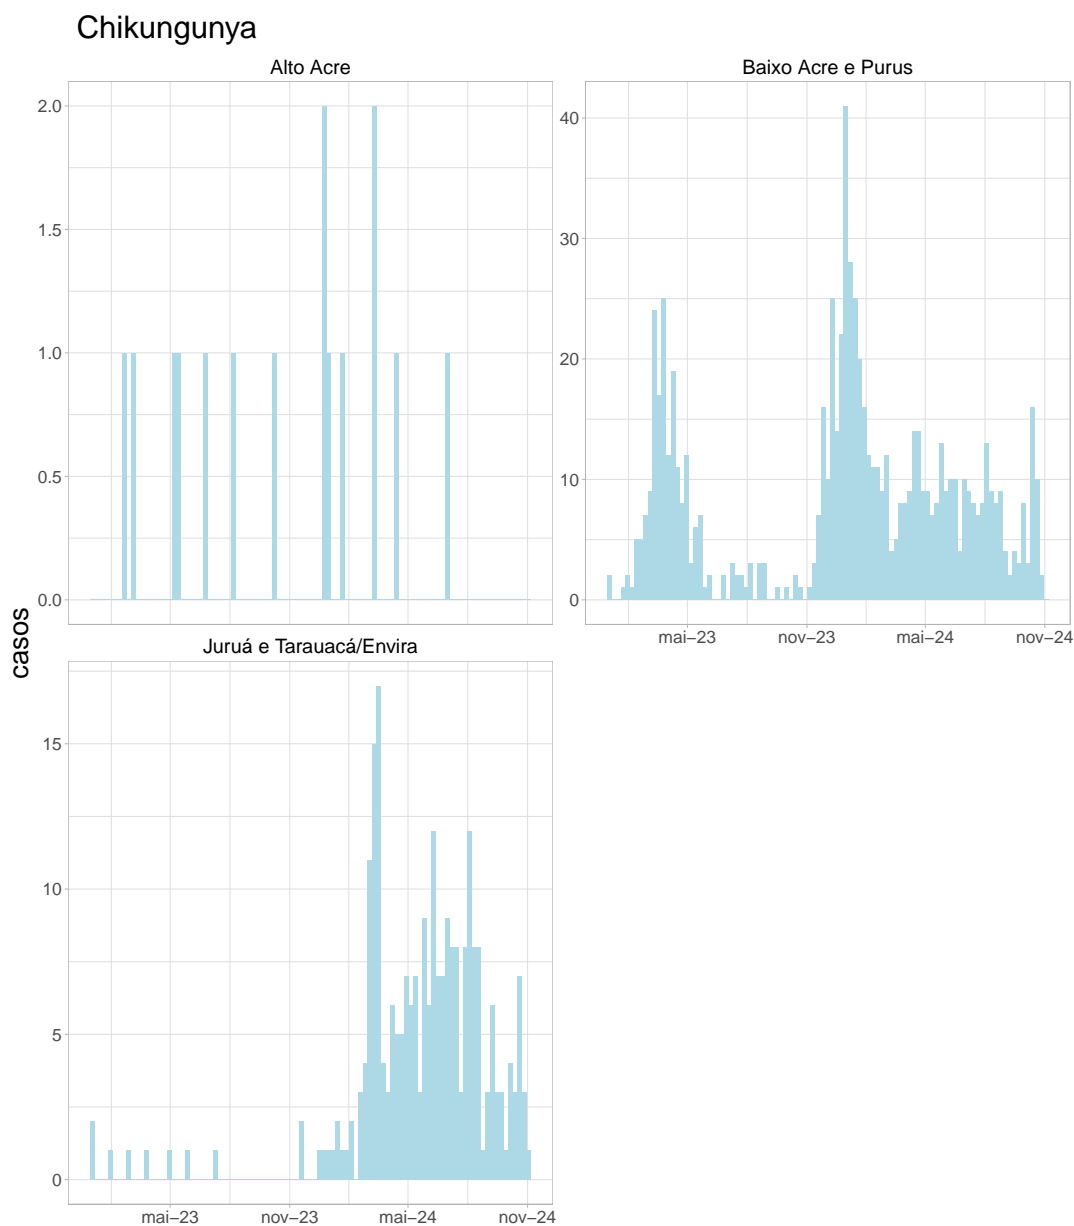 Chikungunya
Alto Acre
2.0
1.5
1.0
0.5
0.0
Baixo Acre e Purus
40
30
20
10
0
mai–23 nov–23 mai–24 nov–24
casos
Juruá e Tarauacá/Envira
15
10
5
0
mai–23 nov–23 mai–24 nov–24